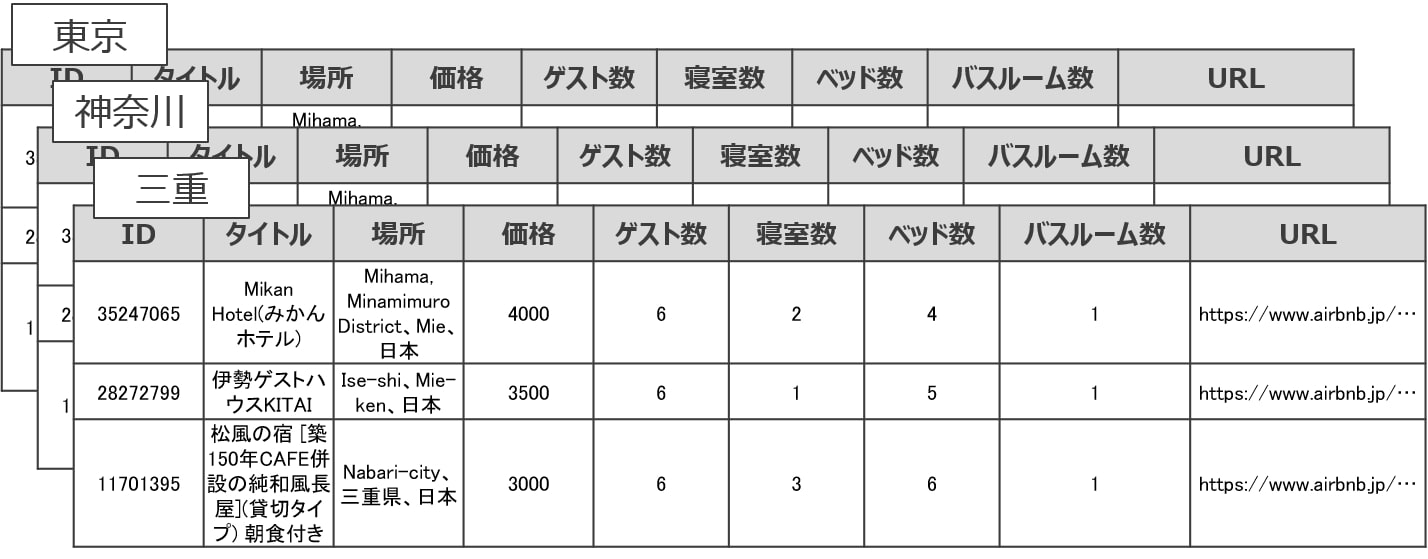 東京
ID タイトル 場所 価格 ゲスト数 寝室数 ベッド数 バスルーム数 URL
Mihama,
3
2
1
神奈川
ID タイトル 場所 価格 ゲスト数 寝室数 ベッド数 バスルーム数 URL
Mihama,
3
2
1
三重
ID タイトル 場所 価格 ゲスト数 寝室数 ベッド数 バスルーム数 URL
35247065
Mikan
Hotel(みかん
ホテル)
Mihama,
Minamimuro
District、Mie、
日本
4000 6 2 4 1 https://www.airbnb.jp/…
28272799
伊勢ゲストハ
ウスKITAI
Ise-shi、Mie-
ken、日本
3500 6 1 5 1 https://www.airbnb.jp/…
11701395
松風の宿 [築
150年CAFE併
設の純和風長
屋](貸切タイ
プ) 朝食付き
Nabari-city、
三重県、日本
3000 6 3 6 1 https://www.airbnb.jp/…